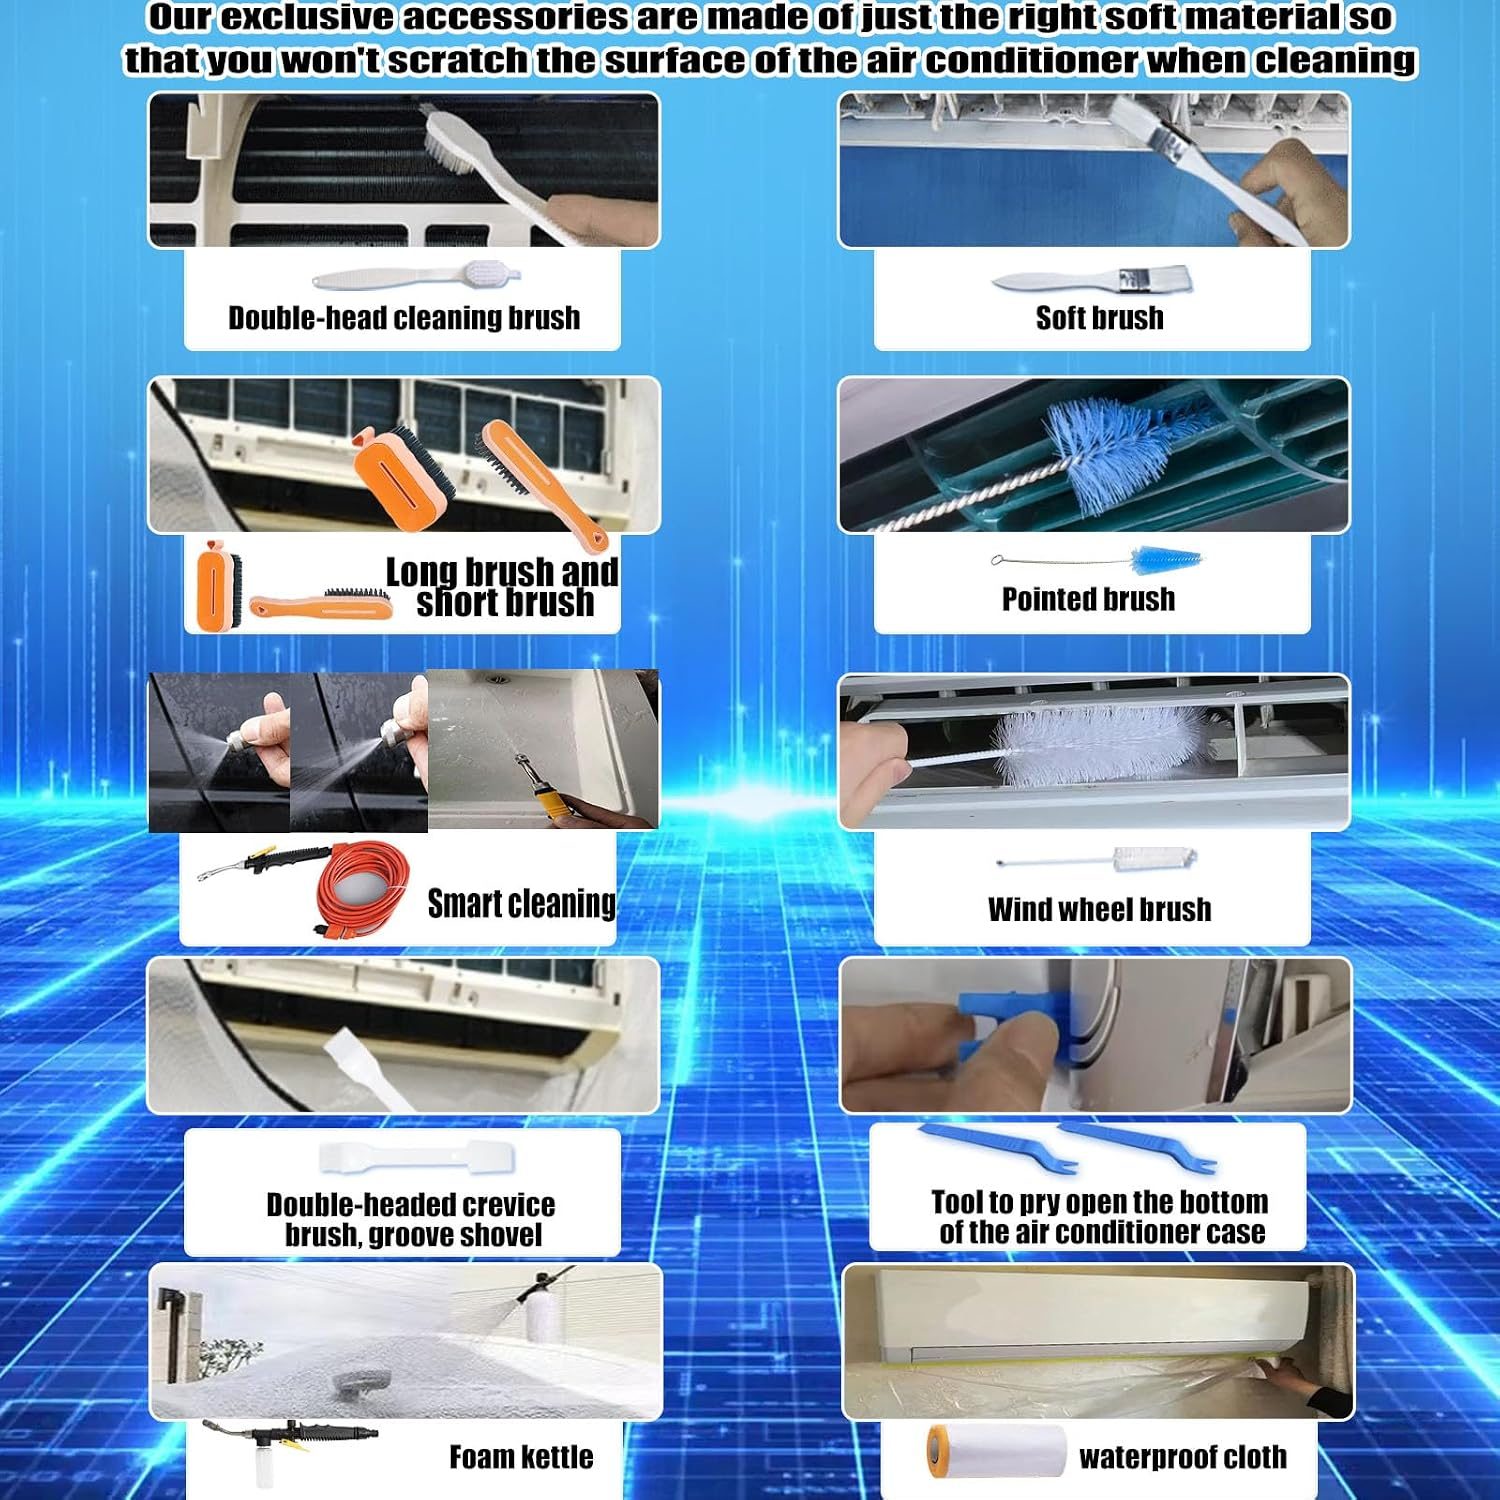 Our exclusive accessories are made of just the right soft material so
that you won't scratch the surface of the air conditioner when cleaning
Double-head cleaning brush
Soft brush
Long brush and
short brush
Pointed brush
Smart cleaning
Wind wheel brush
Double-headed crevice
brush, groove shovel
Tool to pry open the bottom
of the air conditioner case
Foam kettle
waterproof cloth